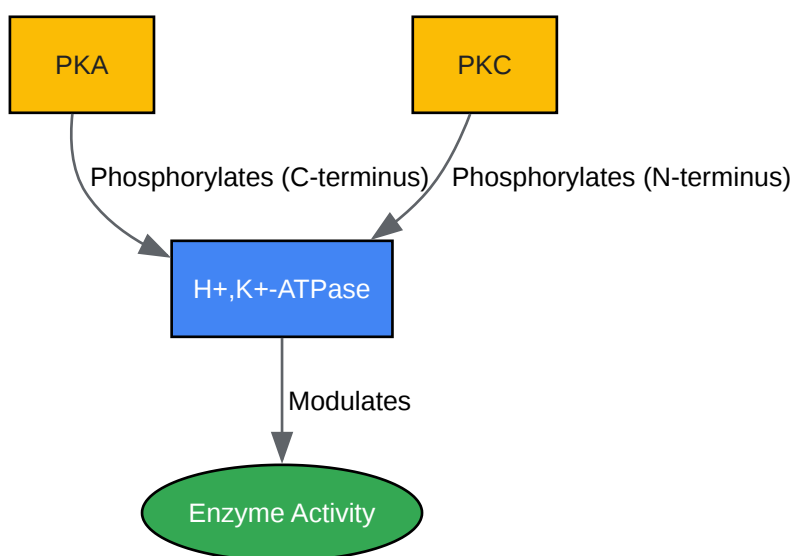 PKA
PKC
Phosphorylates (C-terminus)
Phosphorylates (N-terminus)
H+,K+-ATPase
Modulates
Enzyme Activity